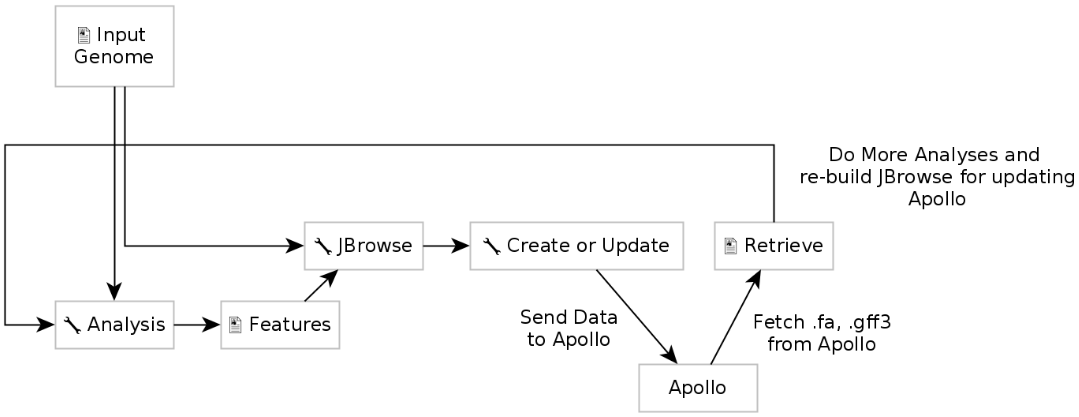 Input
Genome
Do More Analyses and
re-build JBrowse for updating
Apollo
JBrowse
Create or Update
Retrieve
Analysis
Features
Send Data
to Apollo
Fetch .fa, .gff3
from Apollo
Apollo